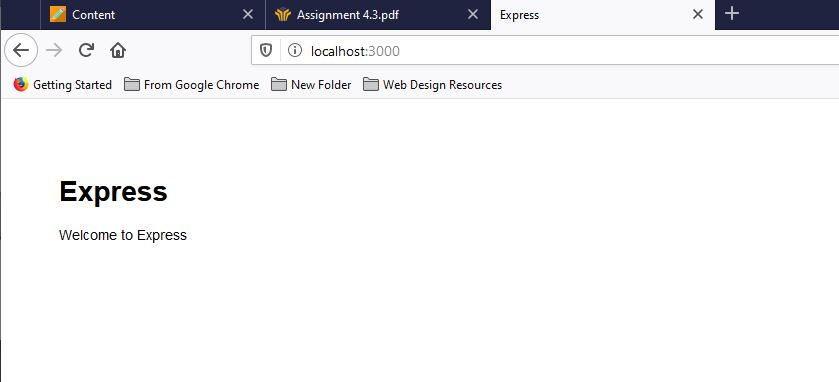 Content
Assignment 4.3.pdf
Express
localhost:3000
Getting Started
From Google Chrome
New Folder
Web Design Resources
Express
Welcome to Express